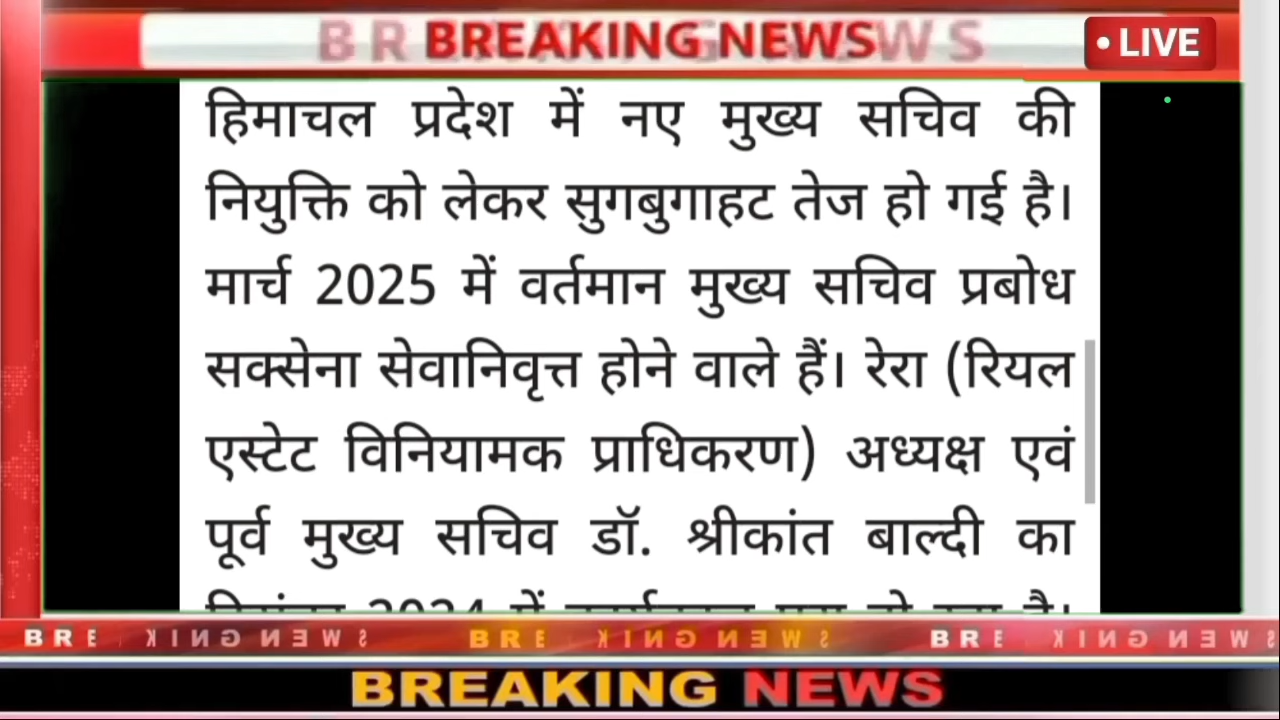 BREAKING NEWS
LIVE
हिमाचल प्रदेश में नए मुख्य सचिव की
नियुक्ति को लेकर सुगबुगाहट तेज हो गई है।
मार्च 2025 में वर्तमान मुख्य सचिव प्रबोध
सक्सेना सेवानिवृत्त होने वाले हैं। रेरा (रियल
एस्टेट विनियामक प्राधिकरण) अध्यक्ष एवं
पूर्व मुख्य सचिव डॉ. श्रीकांत बाल्दी का
2024 में
BREAKING NEWS